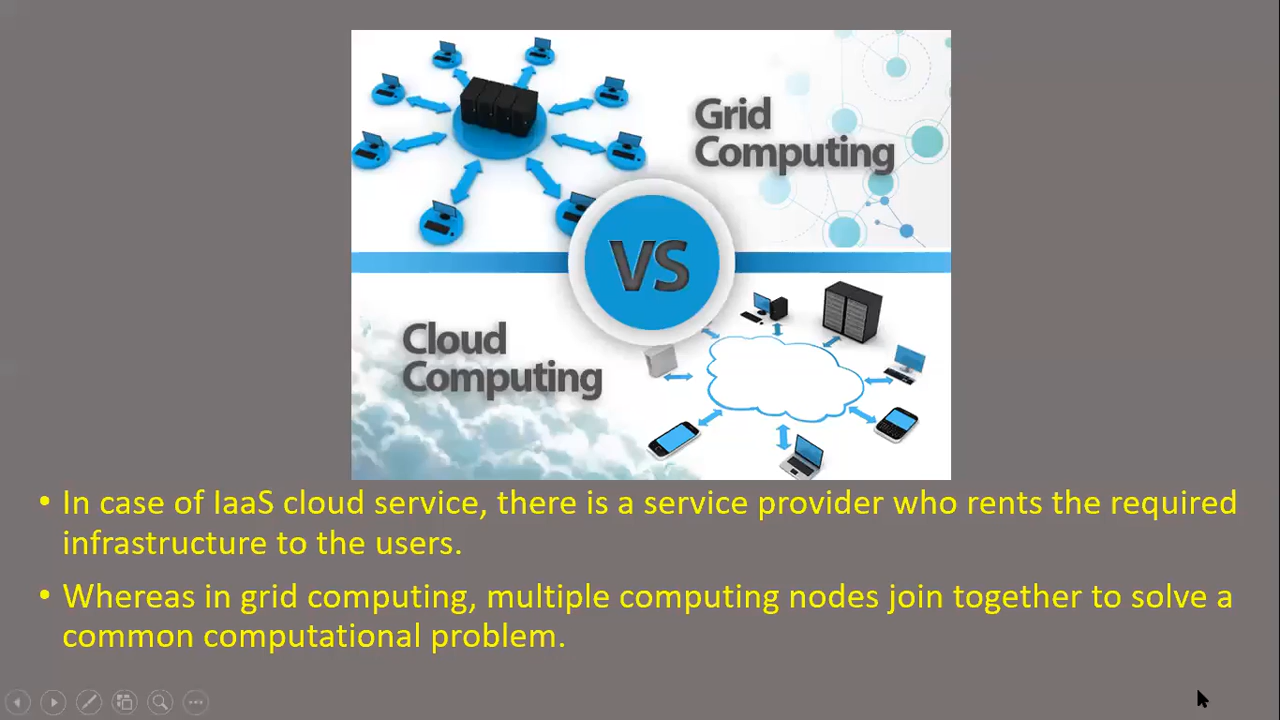 Grid
Computing
VS
Cloud
Computing
• In case of IaaS cloud service, there is a service provider who rents the required
infrastructure to the users.
• Whereas in grid computing, multiple computing nodes join together to solve a
common computational problem.